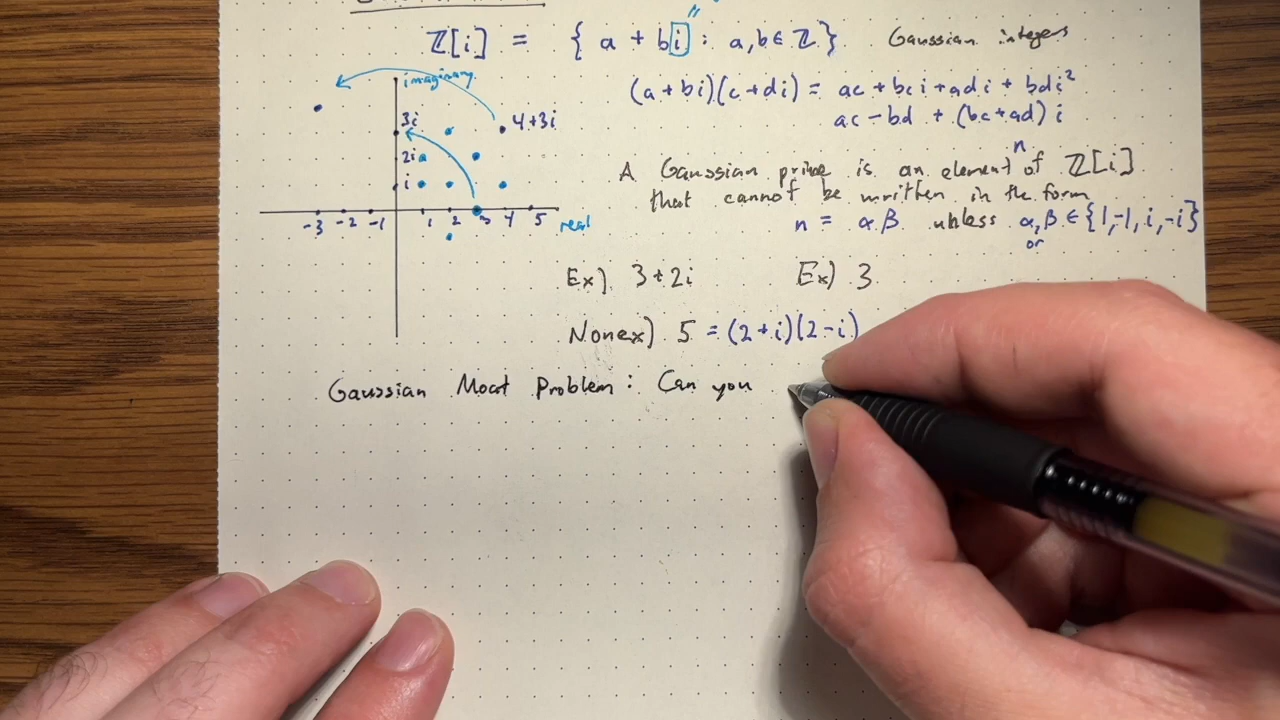 ℤ[i] = { a + bi : a, b ∈ ℤ } Gaussian integers
(a+bi)(c+di) = ac + bci + adi + bdi²
ac - bd + (bc+ad) i
imaginary
3i
4+3i
2i
i
-3 -2 -1 1 2 3 4 5 real
n
A Gaussian prime is an element of ℤ[i]
that cannot be written in the form
n = α β unless α, β ∈ {1,-1, i, -i}
or
Ex) 3+2i Ex) 3
Nonex) 5 = (2+i)(2-i)
Gaussian Moat Problem: Can you